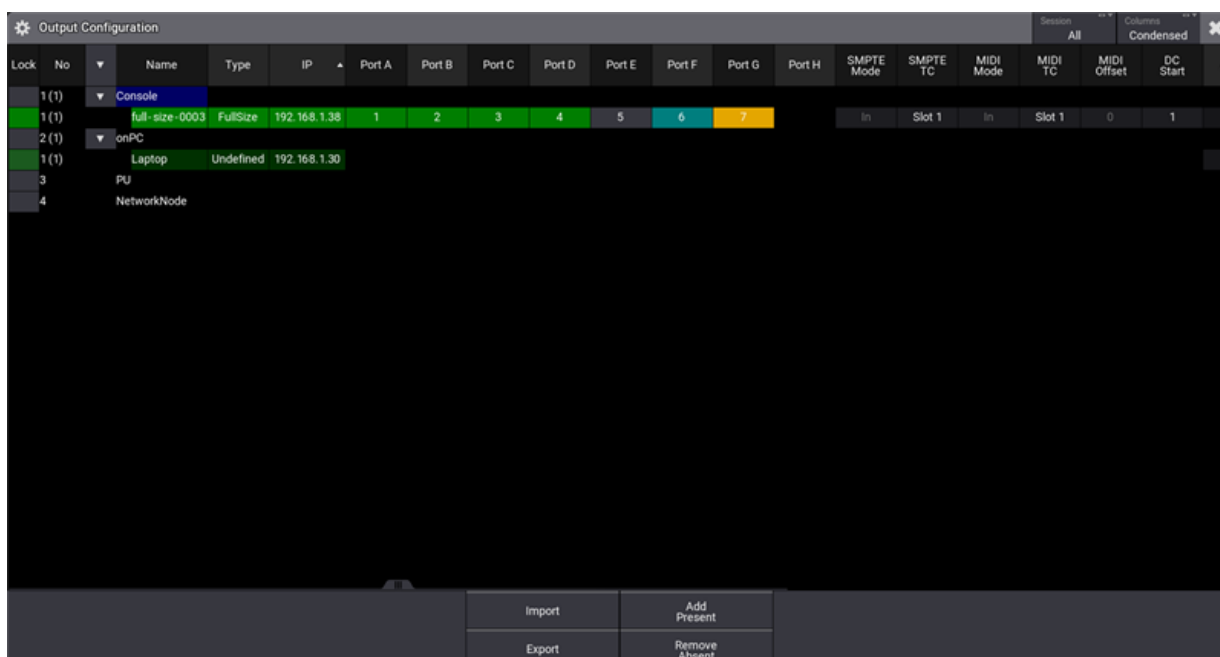 Output Configuration Session All Columns Condensed
Lock No Name Type IP Port A Port B Port C Port D Port E Port F Port G Port H SMPTE Mode SMPTE TC MIDI Mode MIDI TC MIDI Offset DC Start
1 (1) Console
1 (1) full-size-0003 FullSize 192.168.1.38 1 2 3 4 5 6 7 In Slot 1 In Slot 1 0 1
2 (1) onPC
1 (1) Laptop Undefined 192.168.1.30
3 PU
4 NetworkNode
Import Add Present
Export Remove Absent